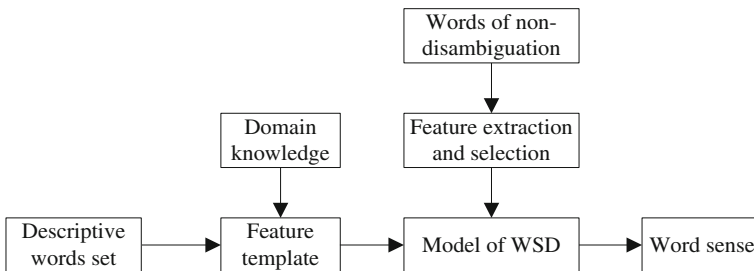 Words of non-
disambiguation
Domain
knowledge
Feature extraction
and selection
Descriptive
words set
Feature
template
Model of WSD
Word sense